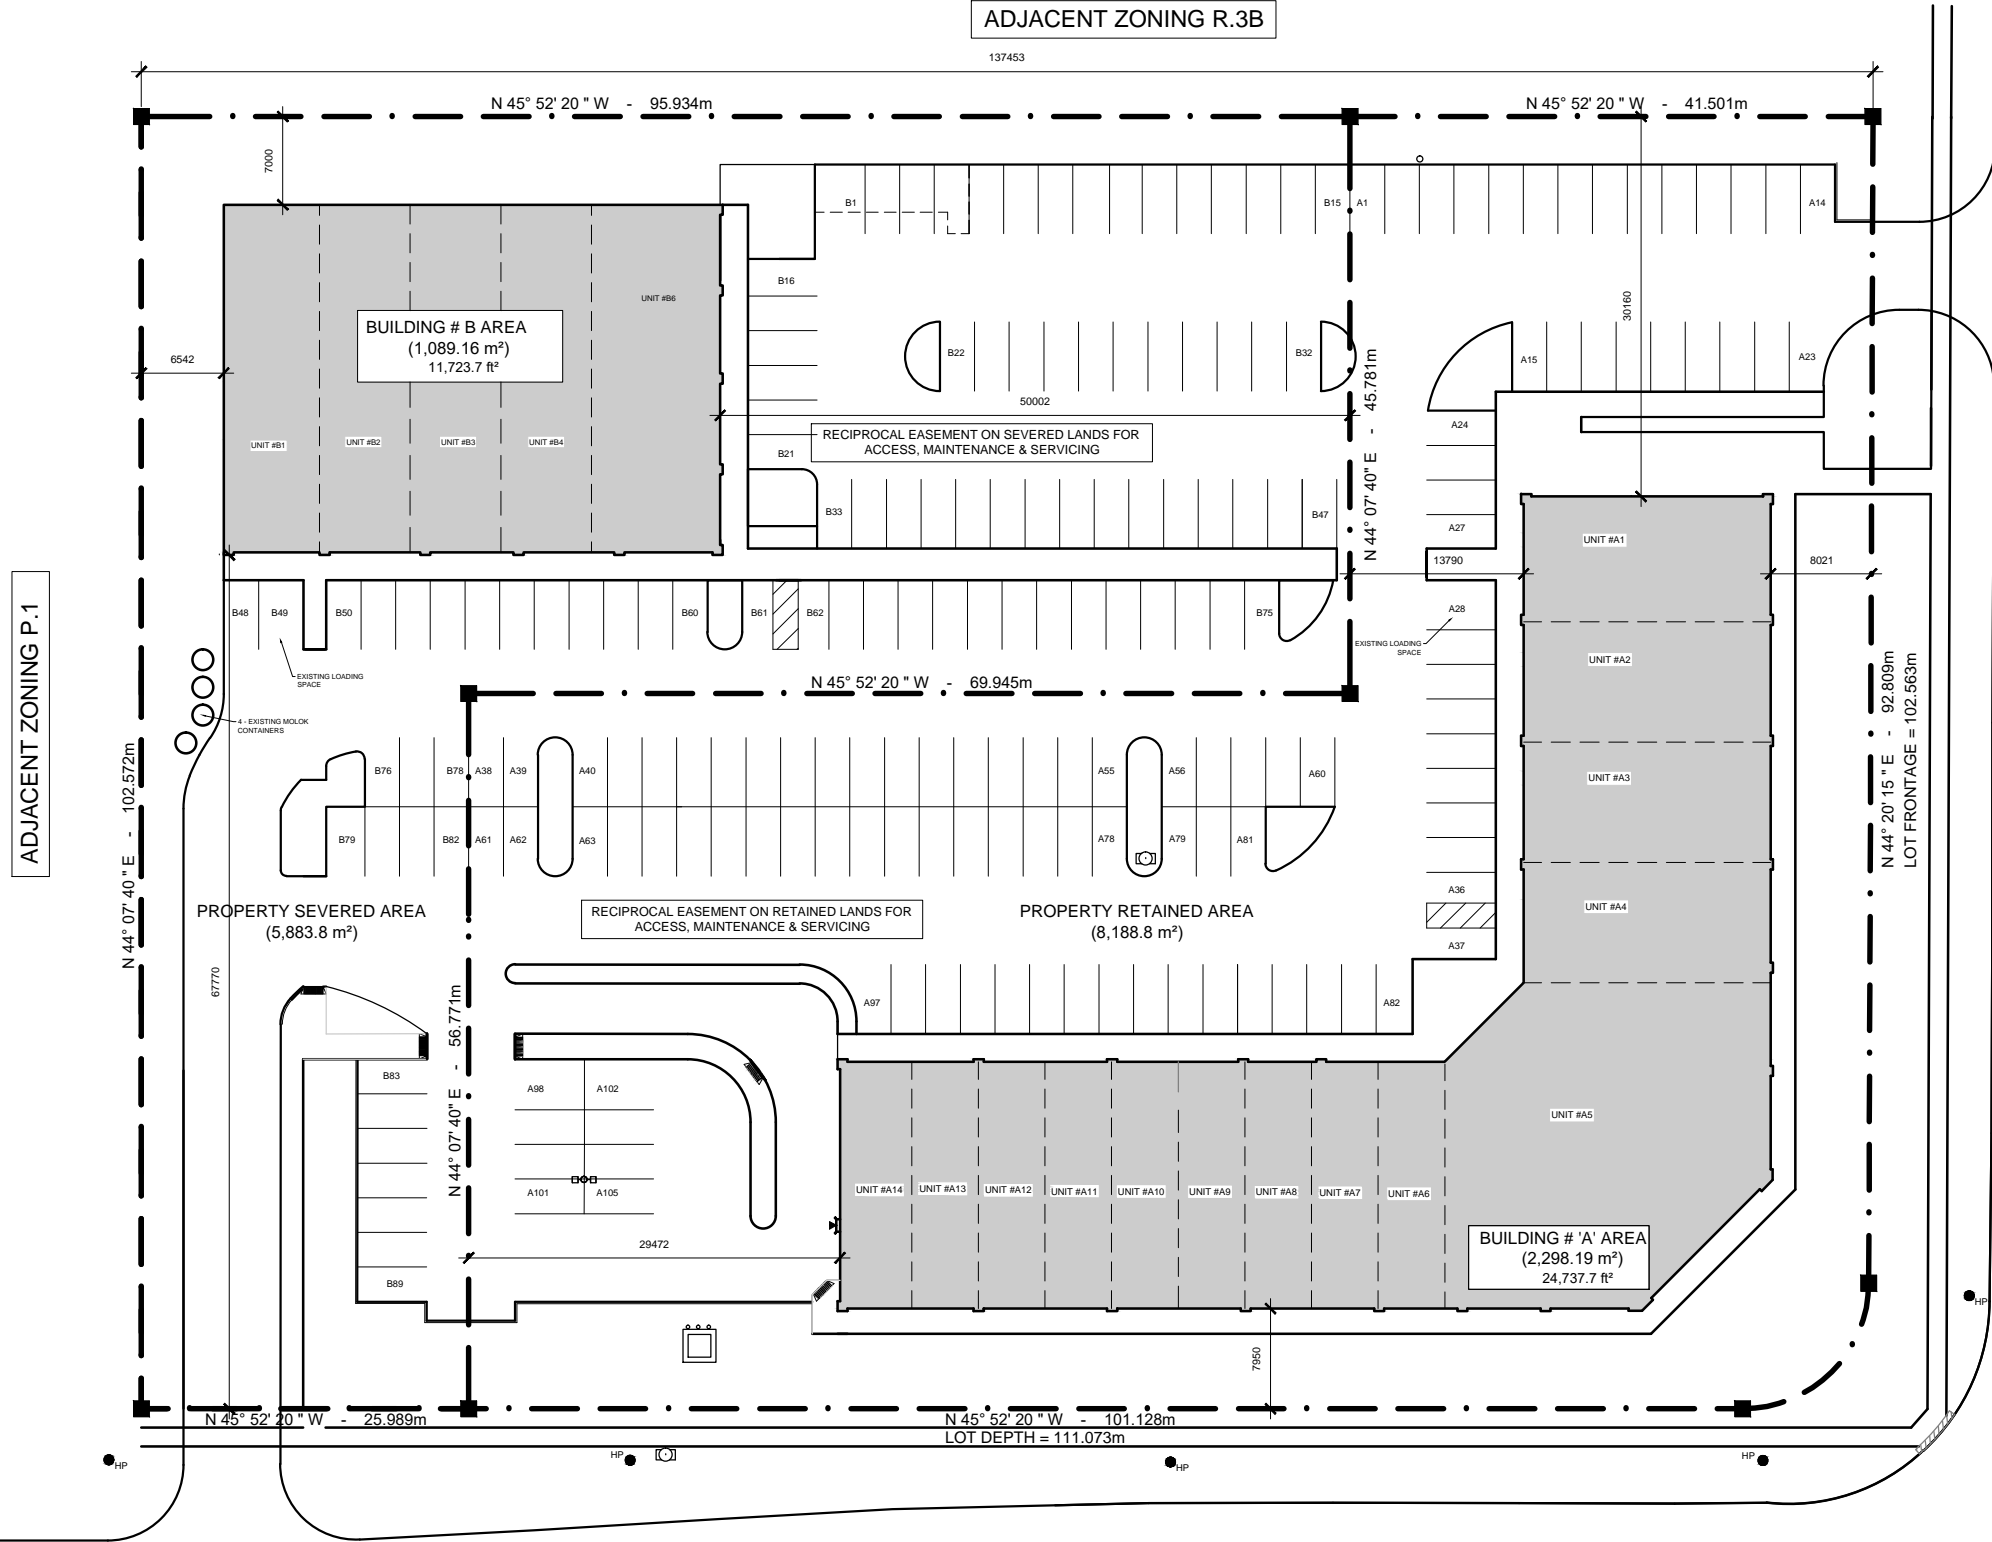 ADJACENT ZONING R.3B
137453
N 45° 52' 20 " W - 95.934m
N 45° 52' 20 " W - 41.501m
7000
B1
B15
A1
A14
B16
UNIT #B6
30160
BUILDING # B AREA
(1,089.16 m²)
11,723.7 ft²
6542
B22
B32
A15
A23
N 44° 07' 40" E - 45.781m
50002
A24
RECIPROCAL EASEMENT ON SEVERED LANDS FOR
ACCESS, MAINTENANCE & SERVICING
UNIT #B1
UNIT #B2
UNIT #B3
UNIT #B4
B21
B33
B47
A27
UNIT #A1
13790
8021
B48
B49
B50
B60
B61
B62
B75
A28
EXISTING LOADING
SPACE
EXISTING LOADING
SPACE
UNIT #A2
ADJACENT ZONING P.1
N 45° 52' 20 " W - 69.945m
4 - EXISTING MOLOK
CONTAINERS
N 44° 20' 15 " E - 92.809m
LOT FRONTAGE = 102.563m
N 44° 07' 40 " E - 102.572m
B76
B78
A38
A39
A40
A55
A56
A60
UNIT #A3
B79
B82
A61
A62
A63
A78
A79
A81
A36
UNIT #A4
PROPERTY SEVERED AREA
(5,883.8 m²)
RECIPROCAL EASEMENT ON RETAINED LANDS FOR
ACCESS, MAINTENANCE & SERVICING
PROPERTY RETAINED AREA
(8,188.8 m²)
A37
67770
N 44° 07' 40" E - 56.771m
A97
A82
B83
A98
A102
UNIT #A5
A101
A105
UNIT #A14
UNIT #A13
UNIT #A12
UNIT #A11
UNIT #A10
UNIT #A9
UNIT #A8
UNIT #A7
UNIT #A6
29472
BUILDING # 'A' AREA
(2,298.19 m²)
24,737.7 ft²
B89
7950
HP
N 45° 52' 20 " W - 25.989m
N 45° 52' 20 " W - 101.128m
LOT DEPTH = 111.073m
HP
HP
HP
HP